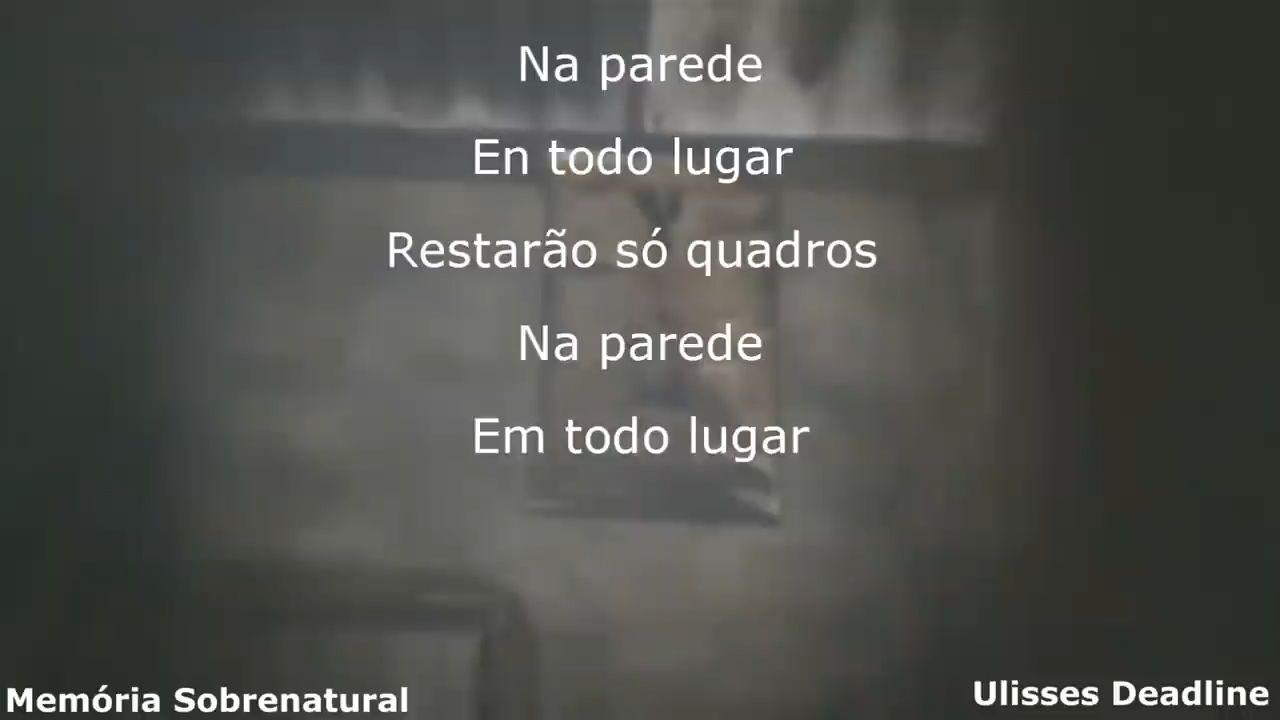 Na parede
En todo lugar
Restarão só quadros
Na parede
Em todo lugar
Memória Sobrenatural
Ulisses Deadline